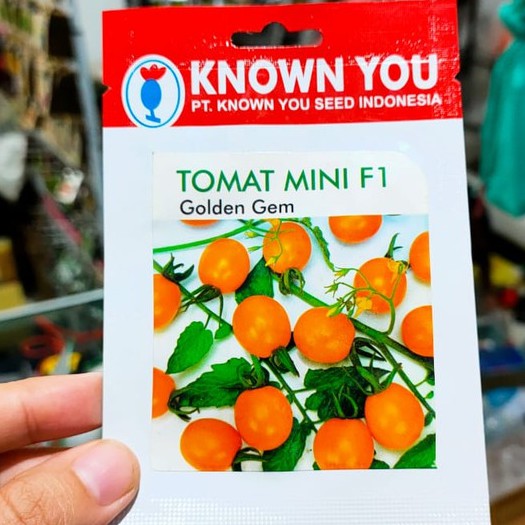 KNOWN YOU
PT. KNOWN YOU SEED INDONESIA
TOMAT MINI F1
Golden Gem